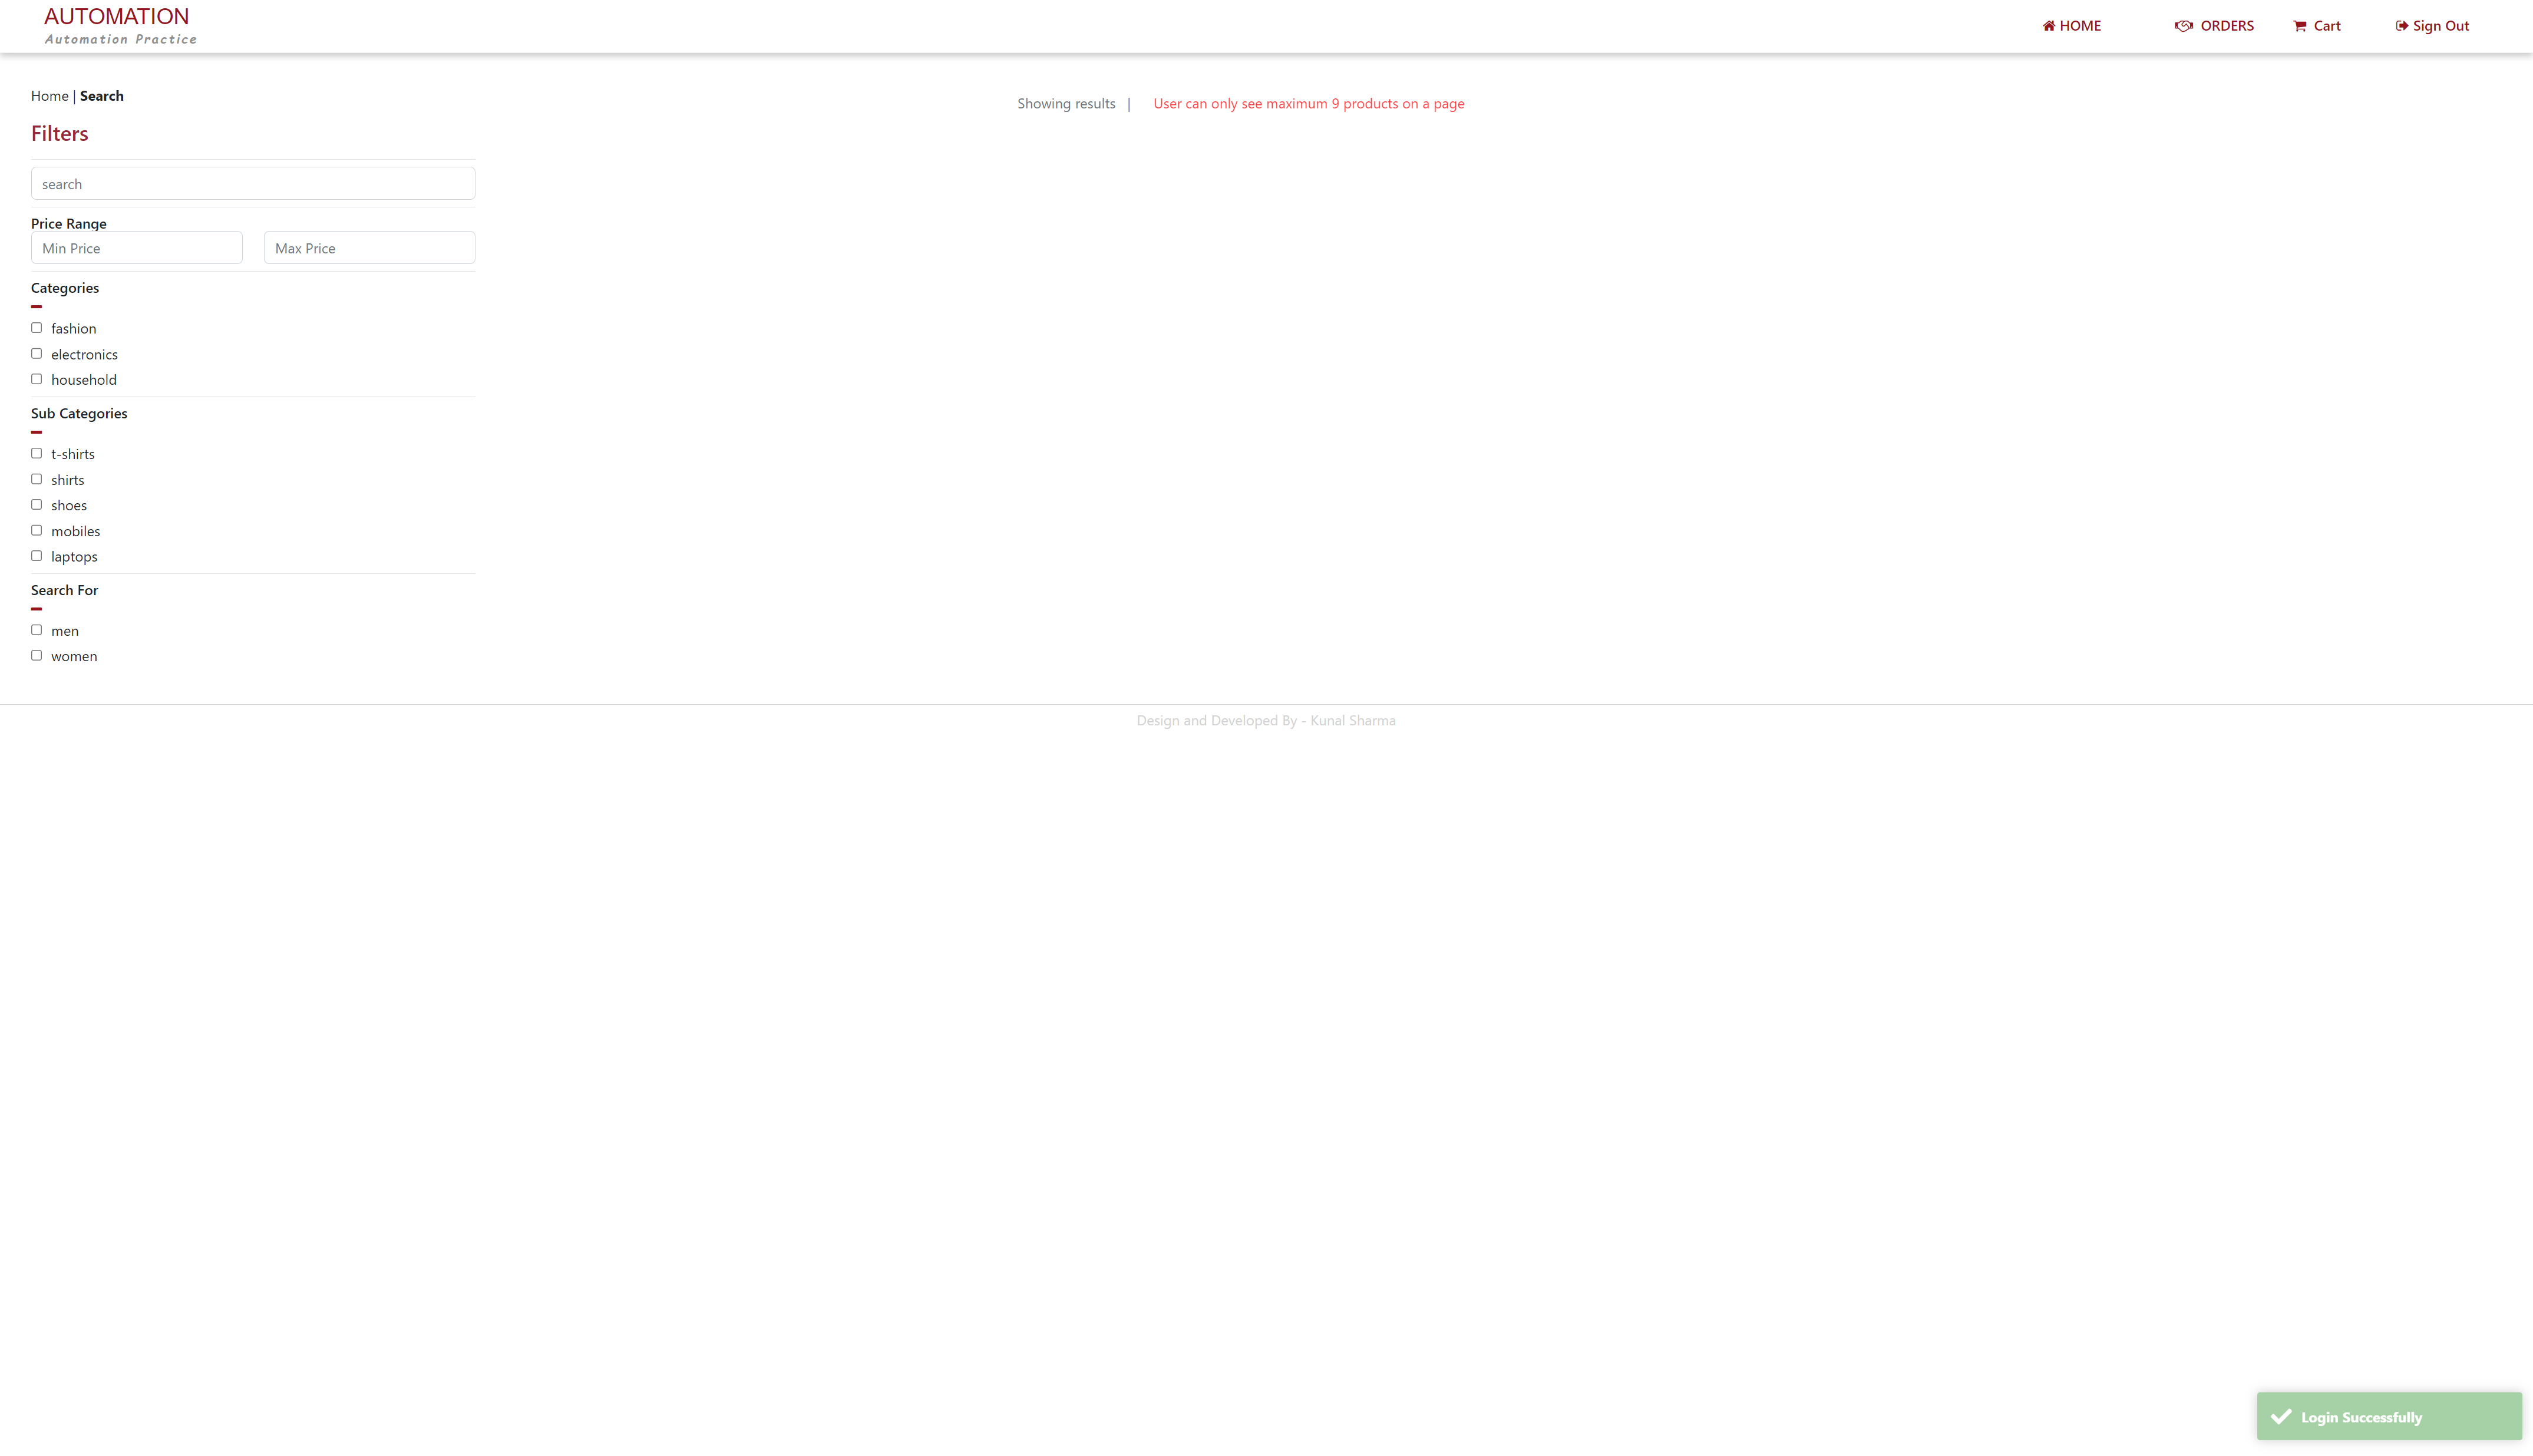 AUTOMATION
Automation Practice
HOME
ORDERS
Cart
Sign Out
Home | Search
Showing results |
User can only see maximum 9 products on a page
Filters
search
Price Range
Min Price
Max Price
Categories
fashion
electronics
household
Sub Categories
t-shirts
shirts
shoes
mobiles
laptops
Search For
men
women
Design and Developed By - Kunal Sharma
Login Successfully